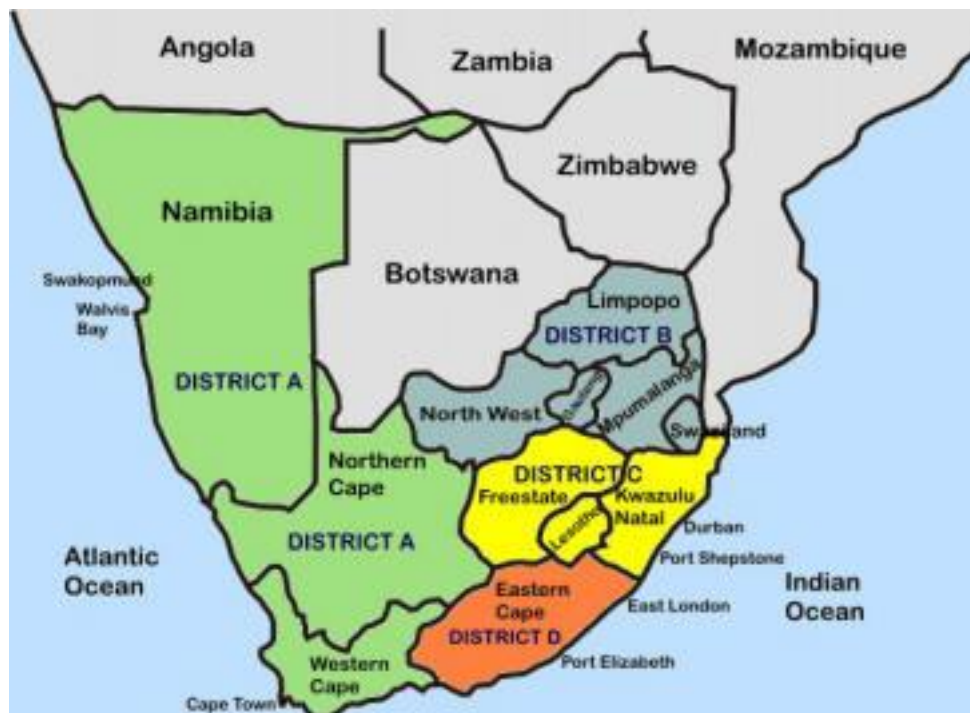 Angola
Zambia
Mozambique
Zimbabwe
Namibia
Botswana
Swakopmund
Limpopo
Walvis
Bay
DISTRICT B
DISTRICT A
North West
Gauteng
Mpumalanga
Swaziland
Northern
Cape
DISTRICT C
Freestate
Kwazulu
Natal
Lesotho
Durban
DISTRICT A
Port Shepstone
Atlantic
Ocean
Indian
Ocean
Eastern
Cape
East London
DISTRICT D
Port Elizabeth
Western
Cape
Cape Town